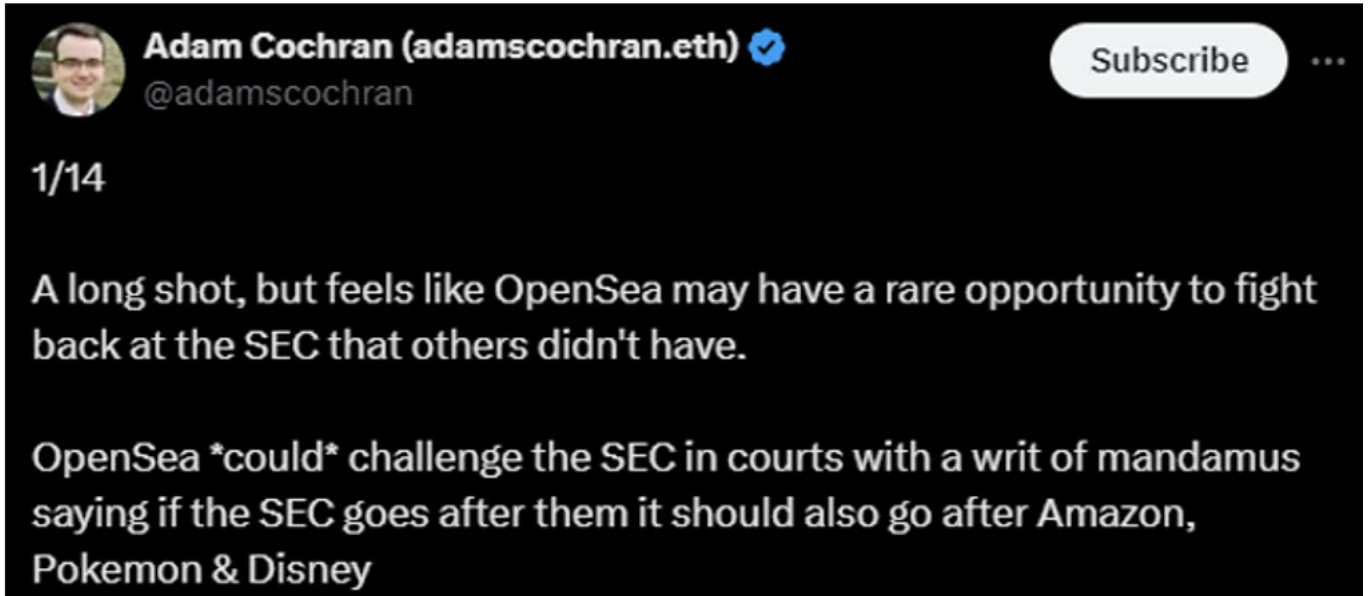 Adam Cochran (adamscochran.eth)
Subscribe
@adamscochran
1/14
A long shot, but feels like OpenSea may have a rare opportunity to fight
back at the SEC that others didn't have.
OpenSea *could* challenge the SEC in courts with a writ of mandamus
saying if the SEC goes after them it should also go after Amazon,
Pokemon & Disney